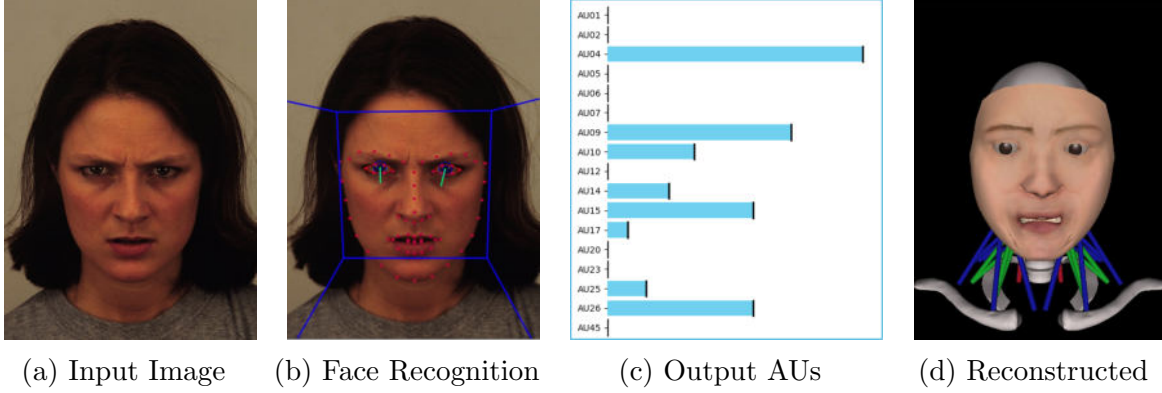 AU01
AU02
AU04
AU05
AU06
AU07
AU09
AU10
AU12
AU14
AU15
AU17
AU20
AU23
AU25
AU26
AU45
(a) Input Image
(b) Face Recognition
(c) Output AUs
(d) Reconstructed